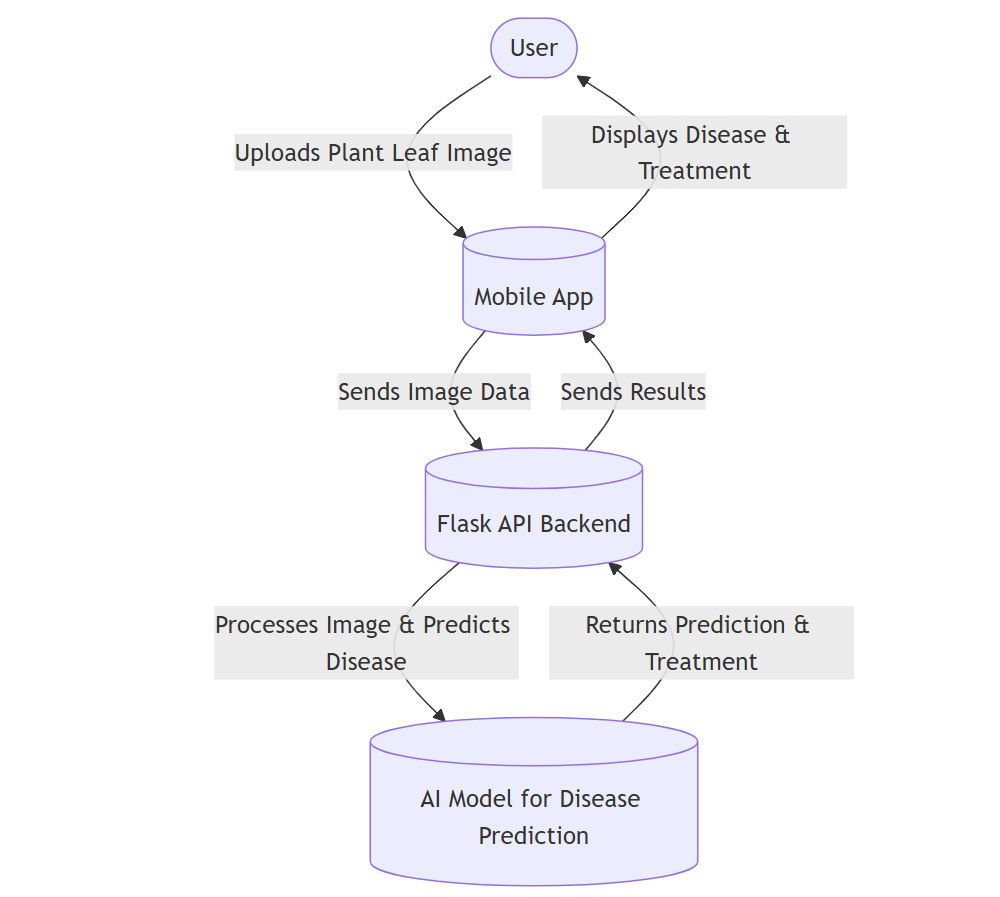 User
Uploads Plant Leaf Image
Displays Disease &
Treatment
Mobile App
Sends Image Data
Sends Results
Flask API Backend
Processes Image & Predicts
Disease
Returns Prediction &
Treatment
AI Model for Disease
Prediction